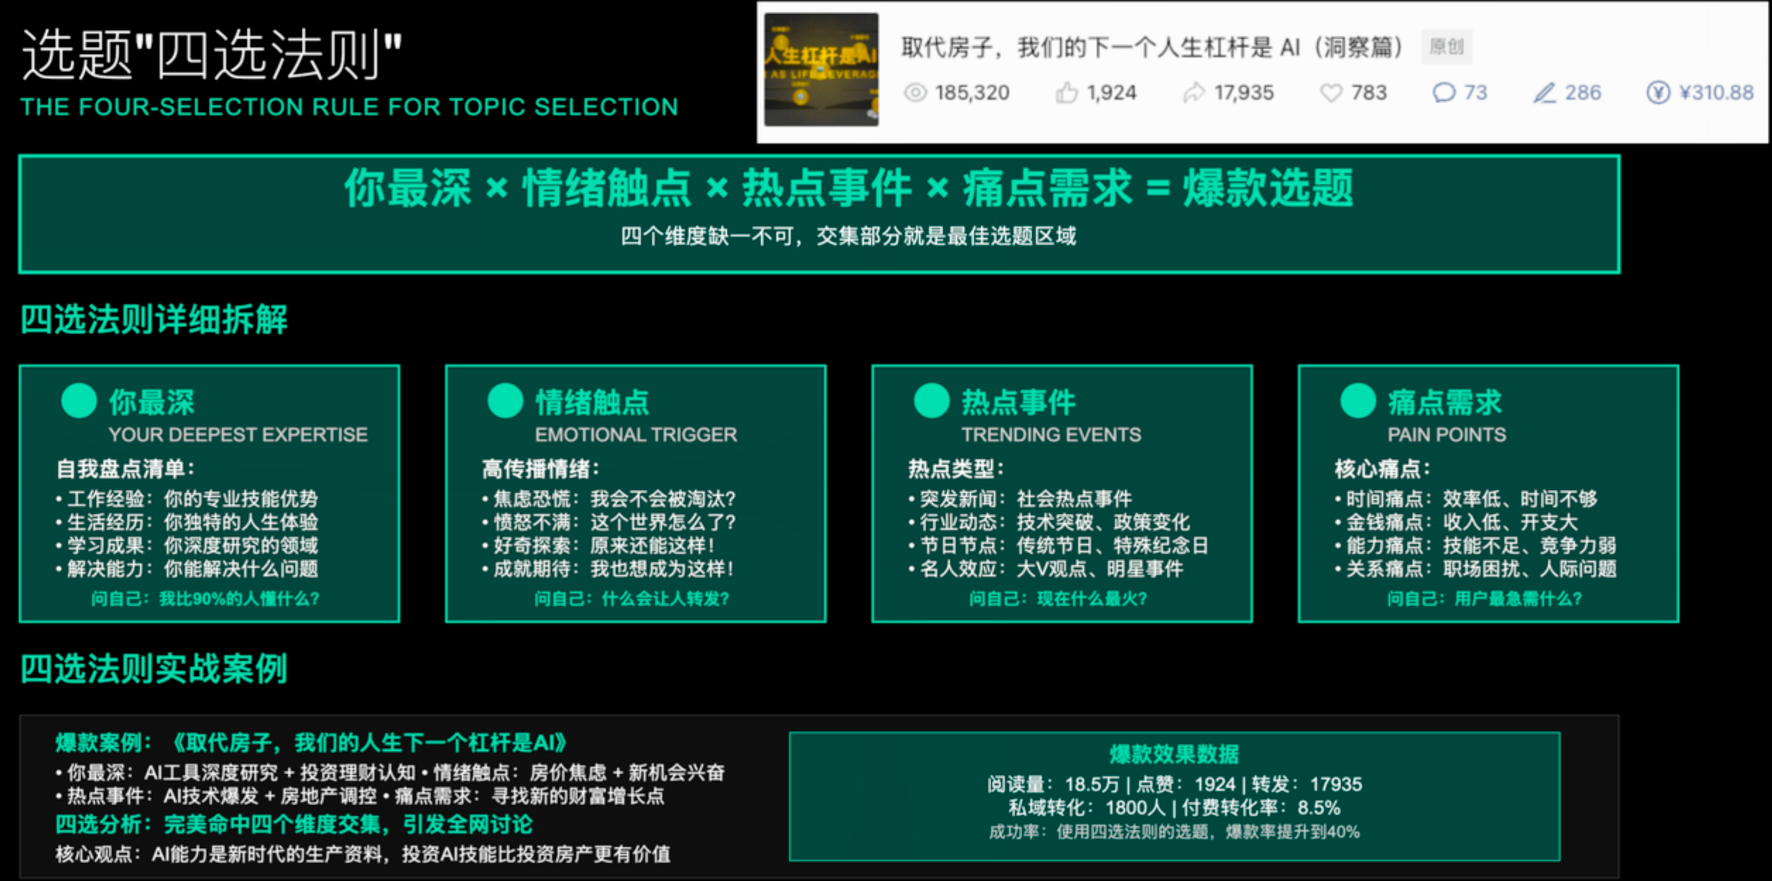 选题"四选法则"
THE FOUR-SELECTION RULE FOR TOPIC SELECTION
人生杠杆是AI
AS LIFE LEVERAG
取代房子，我们的下一个人生杠杆是 AI（洞察篇） 原创
185,320 1,924 17,935 783 73 286 ¥310.88
你最深 × 情绪触点 × 热点事件 × 痛点需求 = 爆款选题
四个维度缺一不可，交集部分就是最佳选题区域
四选法则详细拆解
你最深
YOUR DEEPEST EXPERTISE
自我盘点清单：
• 工作经验：你的专业技能优势
• 生活经历：你独特的人生体验
• 学习成果：你深度研究的领域
• 解决能力：你能解决什么问题
问自己：我比90%的人懂什么？
情绪触点
EMOTIONAL TRIGGER
高传播情绪：
• 焦虑恐慌：我会不会被淘汰？
• 愤怒不满：这个世界怎么了？
• 好奇探索：原来还能这样！
• 成就期待：我也想成为这样！
问自己：什么会让人转发？
热点事件
TRENDING EVENTS
热点类型：
• 突发新闻：社会热点事件
• 行业动态：技术突破、政策变化
• 节日节点：传统节日、特殊纪念日
• 名人效应：大V观点、明星事件
问自己：现在什么最火？
痛点需求
PAIN POINTS
核心痛点：
• 时间痛点：效率低、时间不够
• 金钱痛点：收入低、开支大
• 能力痛点：技能不足、竞争力弱
• 关系痛点：职场困扰、人际问题
问自己：用户最急需什么？
四选法则实战案例
爆款案例：《取代房子，我们的人生下一个杠杆是AI》
• 你最深：AI工具深度研究 + 投资理财认知 • 情绪触点：房价焦虑 + 新机会兴奋
• 热点事件：AI技术爆发 + 房地产调控 • 痛点需求：寻找新的财富增长点
四选分析：完美命中四个维度交集，引发全网讨论
核心观点：AI能力是新时代的生产资料，投资AI技能比投资房产更有价值
爆款效果数据
阅读量：18.5万 | 点赞：1924 | 转发：17935
私域转化：1800人 | 付费转化率：8.5%
成功率：使用四选法则的选题，爆款率提升到40%